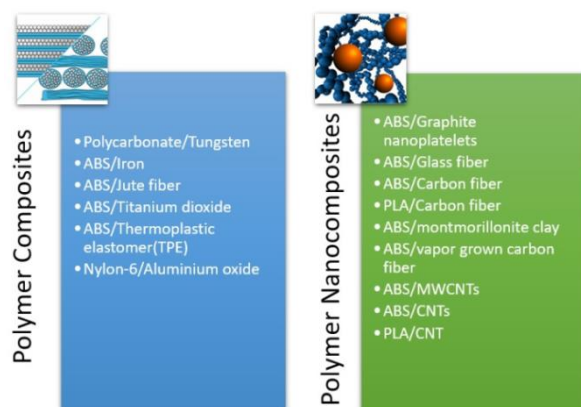 Polymer Composites
• Polycarbonate/Tungsten
• ABS/Iron
• ABS/Jute fiber
• ABS/Titanium dioxide
• ABS/Thermoplastic
elastomer(TPE)
• Nylon-6/Aluminium oxide
Polymer Nanocomposites
• ABS/Graphite
nanoplatelets
• ABS/Glass fiber
• ABS/Carbon fiber
• PLA/Carbon fiber
• ABS/montmorillonite clay
• ABS/vapor grown carbon
fiber
• ABS/MWCNTs
• ABS/CNTs
• PLA/CNT